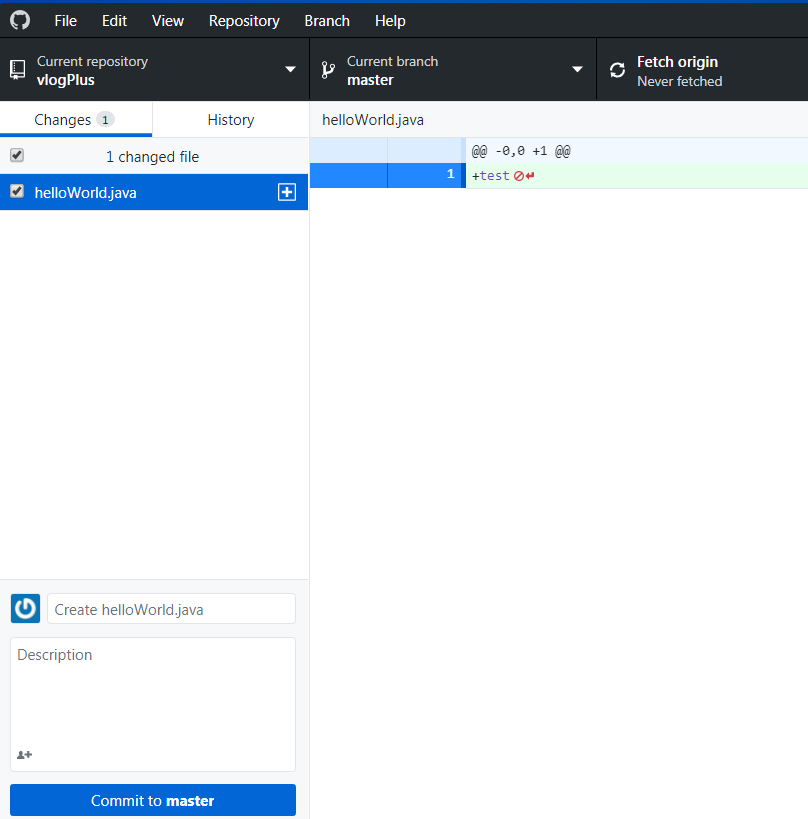 File Edit View Repository Branch Help
Current repository
vlogPlus
Current branch
master
Fetch origin
Never fetched
Changes 1
History
helloWorld.java
1 changed file
@@ -0,0 +1 @@
helloWorld.java
1 +test
Create helloWorld.java
Description
Commit to master